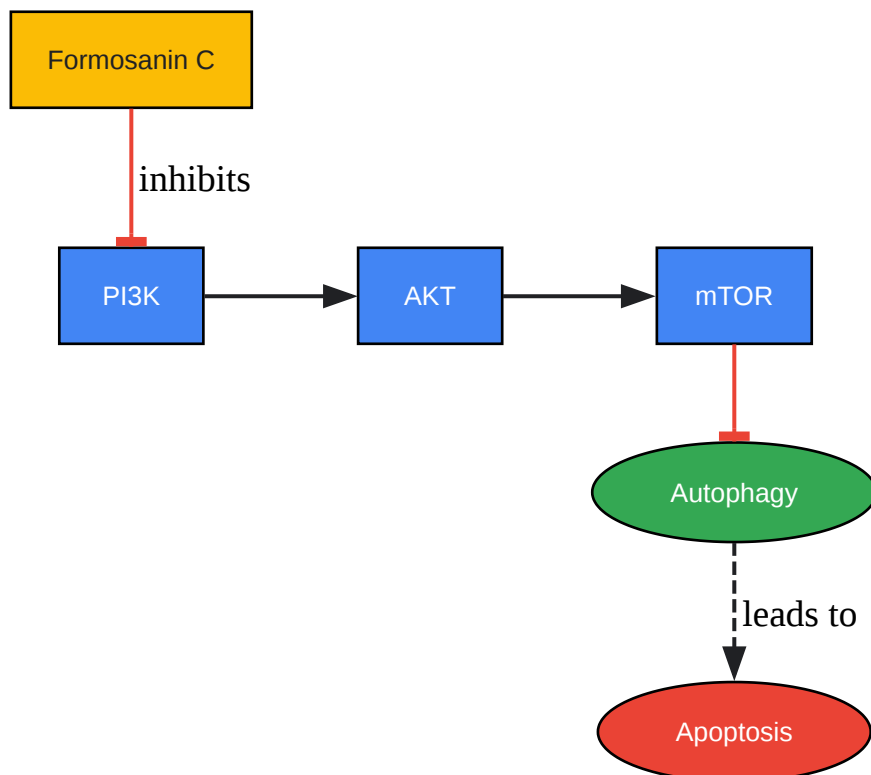 Formosanin C
inhibits
PI3K
AKT
mTOR
Autophagy
leads to
Apoptosis